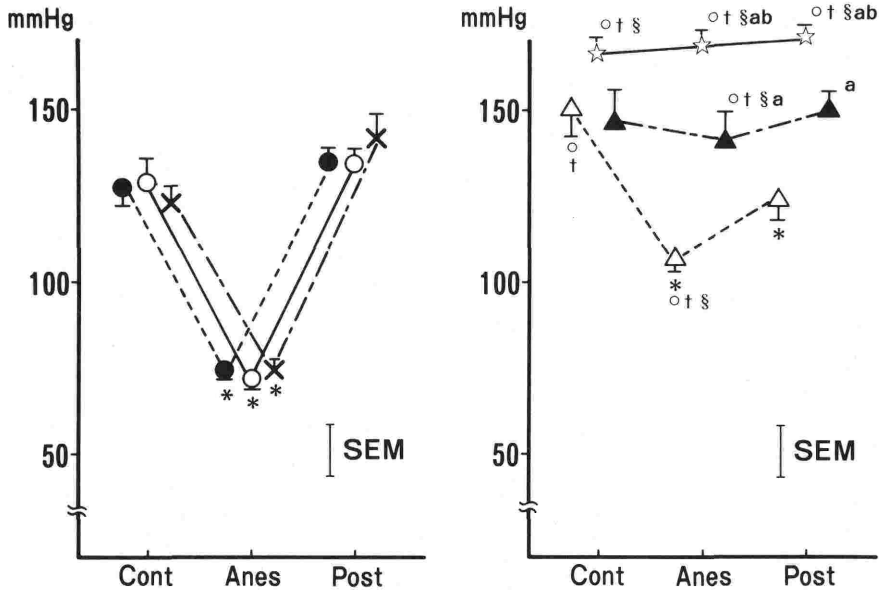 mmHg
150
100
50
* * *
SEM
Cont Anes Post
mmHg
150
100
50
○ † §
○ † §ab
○ † §ab
○ † §a
a
○
†
*
○ † §
*
SEM
Cont Anes Post